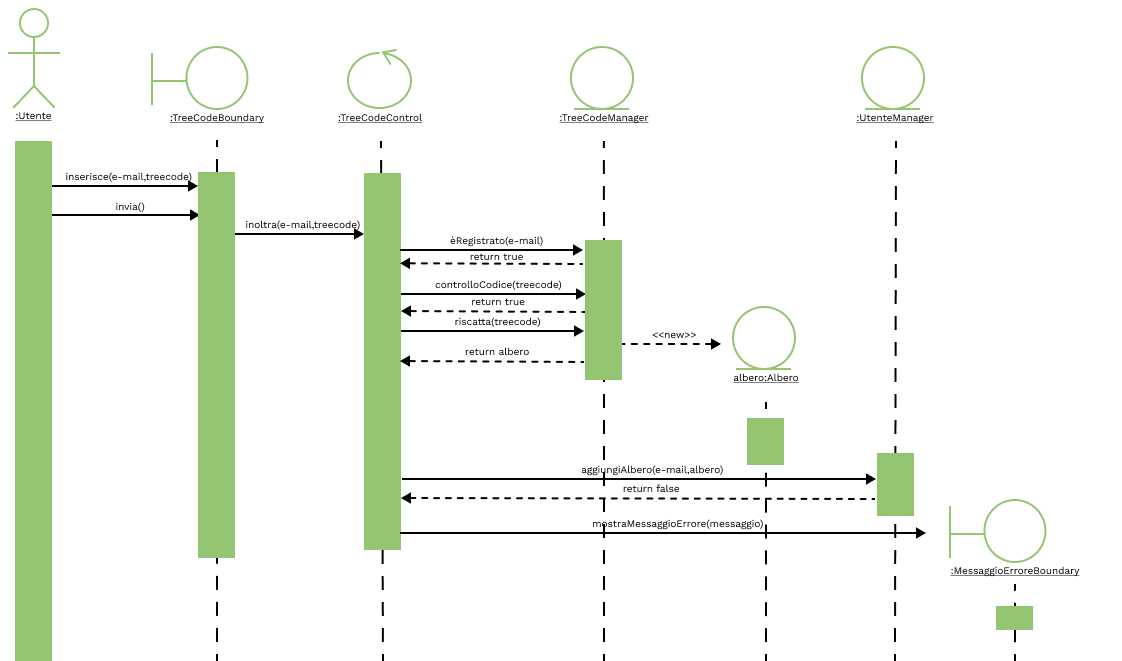 :Utente
:TreeCodeBoundary
:TreeCodeControl
:TreeCodeManager
:UtenteManager
inserisce(e-mail,treecode)
invia()
inoltra(e-mail,treecode)
èRegistrato(e-mail)
return true
controlloCodice(treecode)
return true
riscatta(treecode)
<<new>>
return albero
albero:Albero
aggiungiAlbero(e-mail,albero)
return false
mostraMessaggioErrore(messaggio)
:MessaggioErroreBoundary